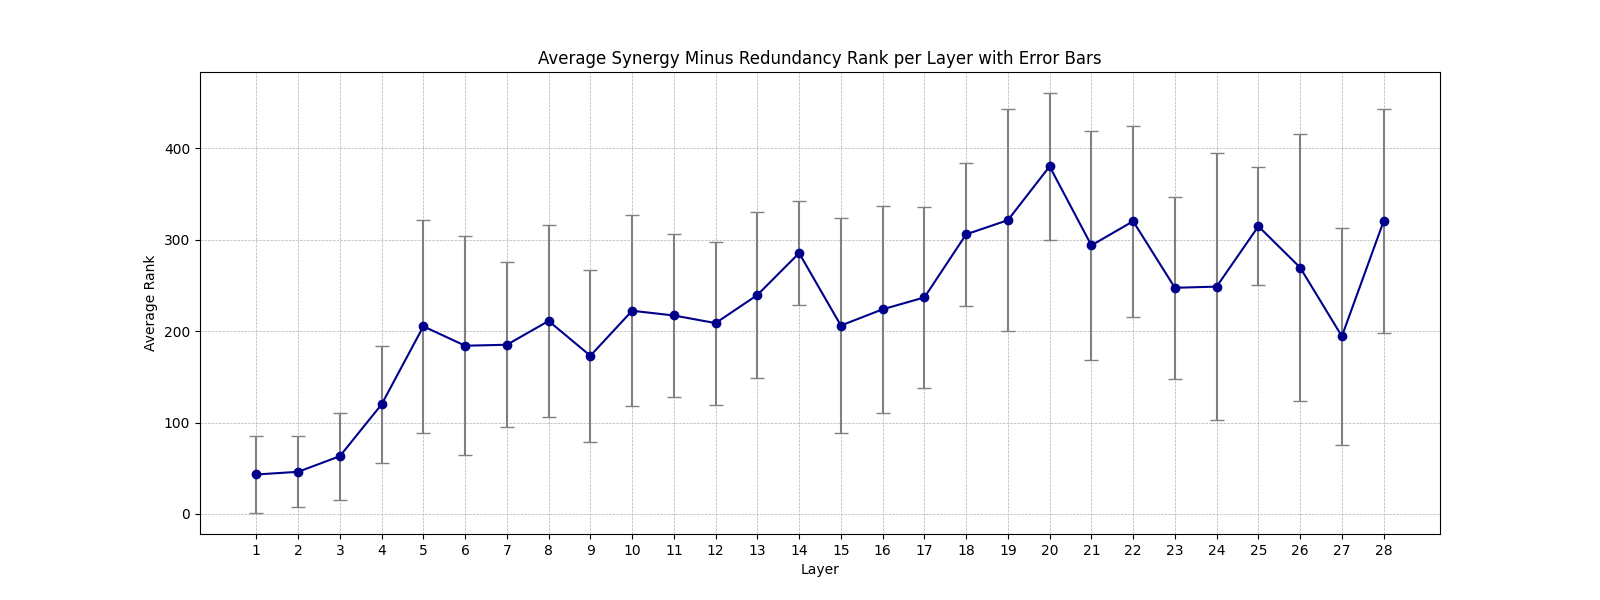 Average Synergy Minus Redundancy Rank per Layer with Error Bars
400
300
200
100
0
Average Rank
1 2 3 4 5 6 7 8 9 10 11 12 13 14 15 16 17 18 19 20 21 22 23 24 25 26 27 28
Layer